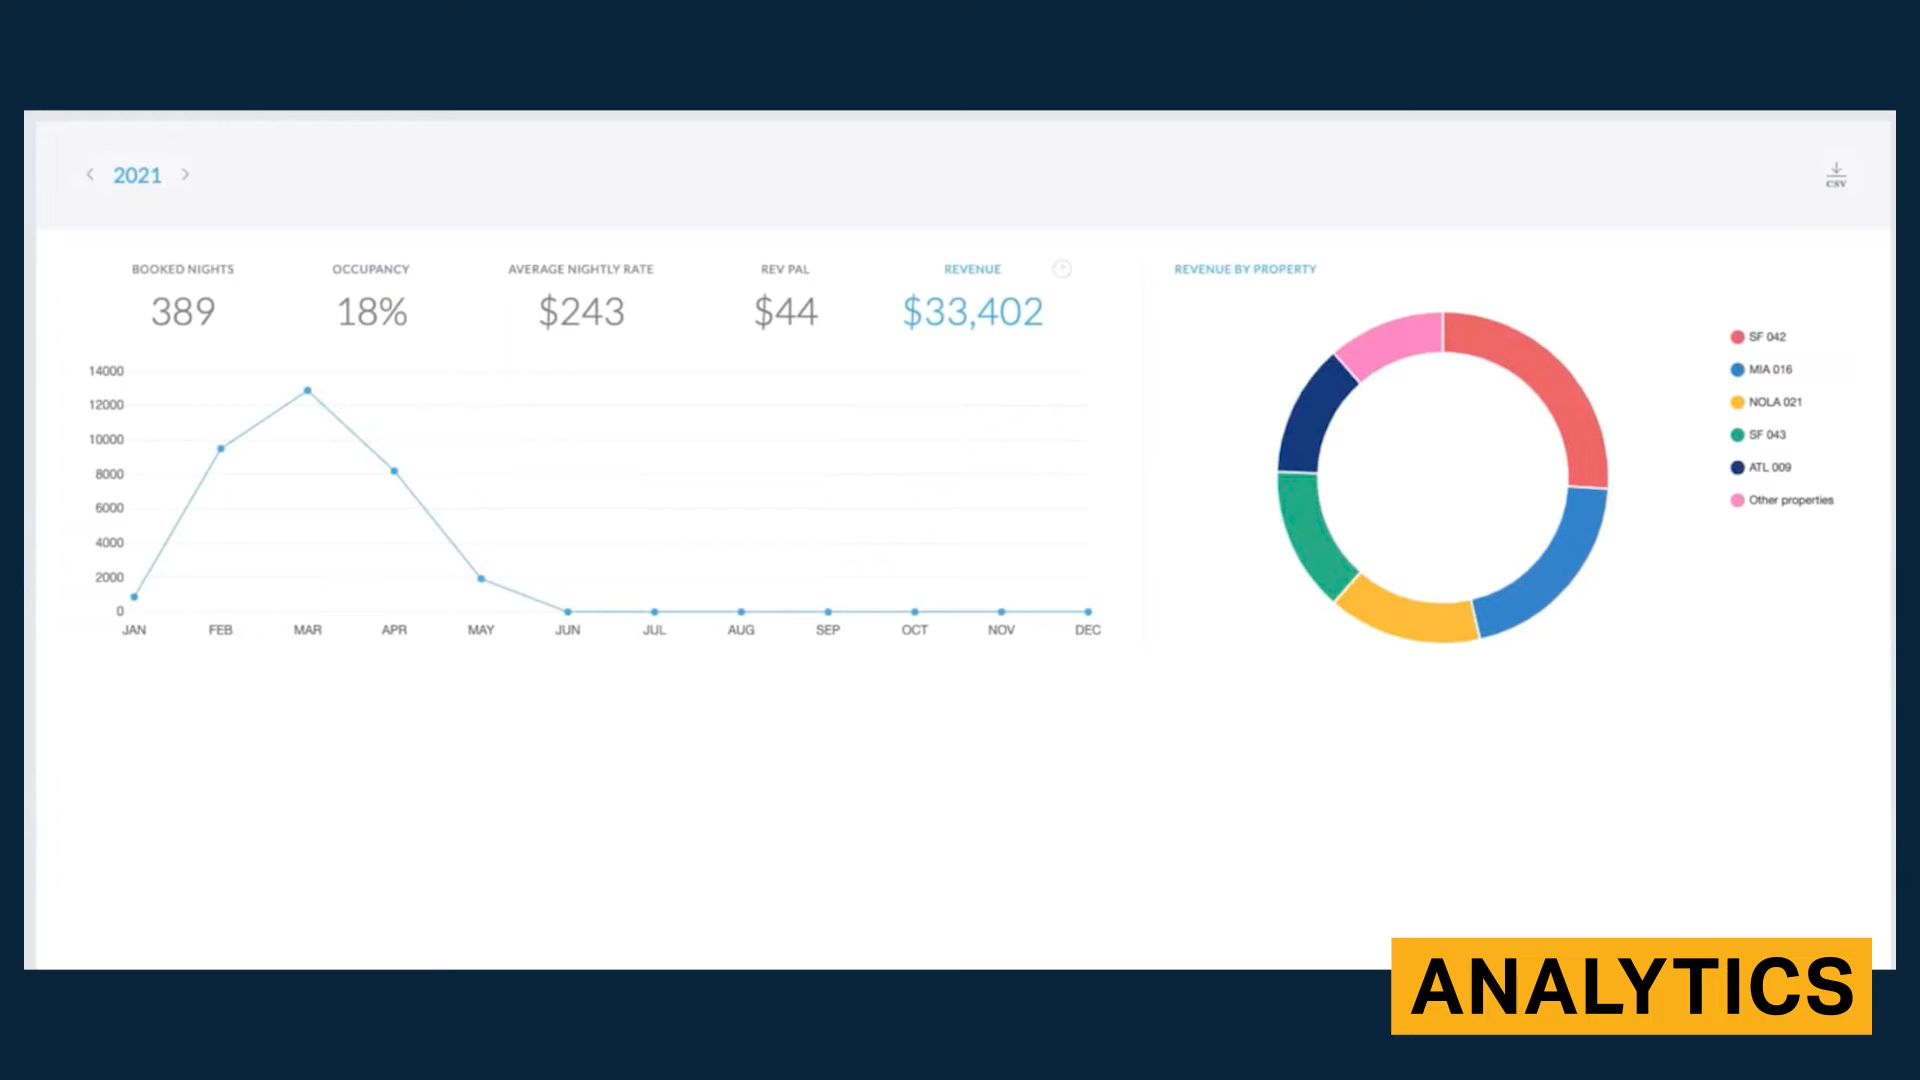 2021
CSV
BOOKED NIGHTS
389
OCCUPANCY
18%
AVERAGE NIGHTLY RATE
$243
REV PAL
$44
REVENUE
$33,402
?
14000
12000
10000
8000
6000
4000
2000
0
JAN FEB MAR APR MAY JUN JUL AUG SEP OCT NOV DEC
REVENUE BY PROPERTY
SF 042
MIA 016
NOLA 021
SF 043
ATL 009
Other properties
ANALYTICS